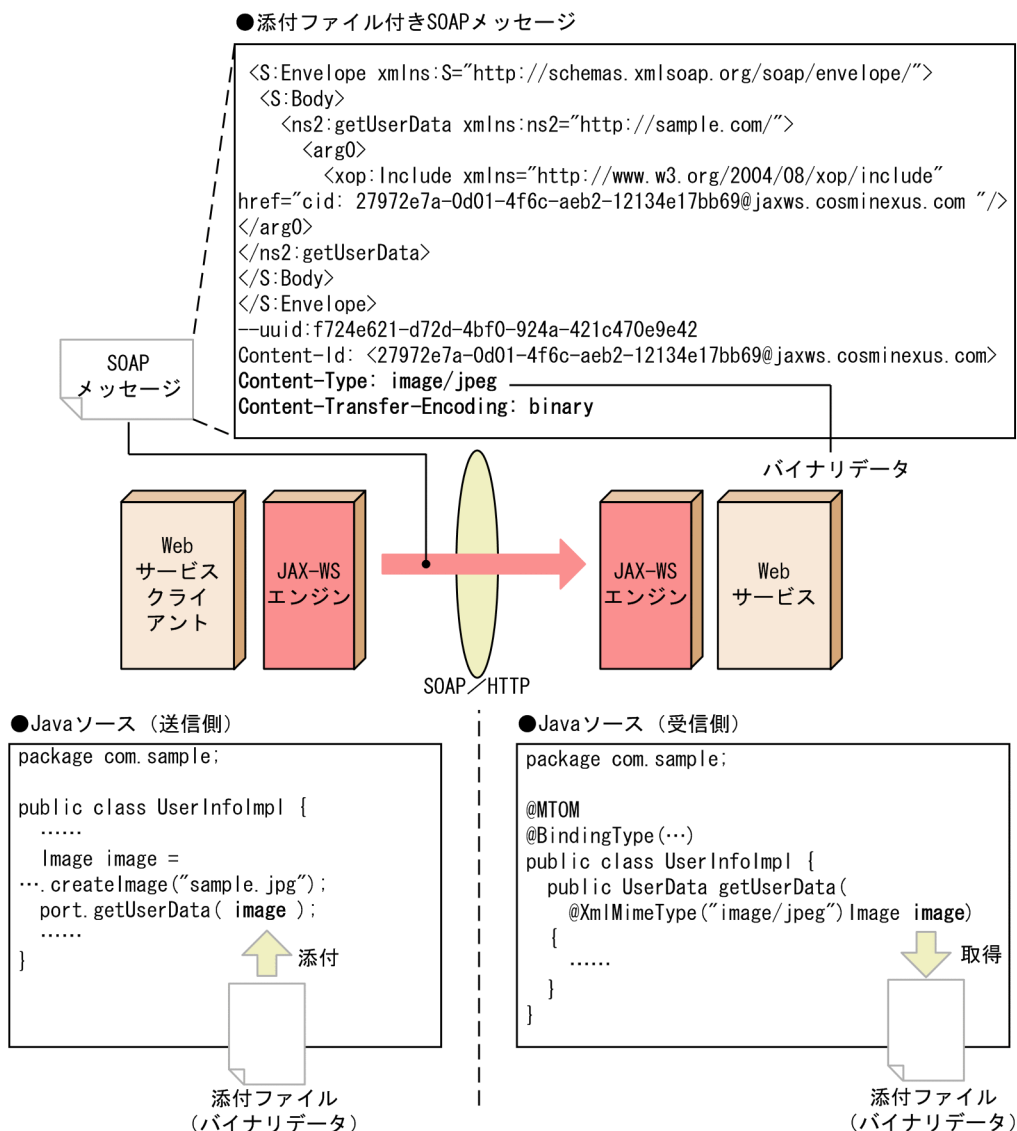 ●添付ファイル付きSOAPメッセージ
<S:Envelope xmlns:S="http://schemas.xmlsoap.org/soap/envelope/">
<S:Body>
<ns2:getUserData xmlns:ns2="http://sample.com/">
<arg0>
<xop:Include xmlns="http://www.w3.org/2004/08/xop/include"
href="cid: 27972e7a-0d01-4f6c-aeb2-12134e17bb69@jaxws.cosminexus.com "/>
</arg0>
</ns2:getUserData>
</S:Body>
</S:Envelope>
--uuid:f724e621-d72d-4bf0-924a-421c470e9e42
Content-Id: <27972e7a-0d01-4f6c-aeb2-12134e17bb69@jaxws.cosminexus.com>
Content-Type: image/jpeg
Content-Transfer-Encoding: binary
SOAP
メッセージ
バイナリデータ
Web
サービス
クライ
アント
JAX-WS
エンジン
JAX-WS
エンジン
Web
サービス
SOAP／HTTP
●Javaソース（送信側）
package com.sample;
public class UserInfoImpl {
……
Image image =
….createImage("sample.jpg");
port.getUserData( image );
……
}
添付
添付ファイル
（バイナリデータ）
●Javaソース（受信側）
package com.sample;
@MTOM
@BindingType(…)
public class UserInfoImpl {
public UserData getUserData(
@XmlMimeType("image/jpeg")Image image)
{
……
}
}
取得
添付ファイル
（バイナリデータ）